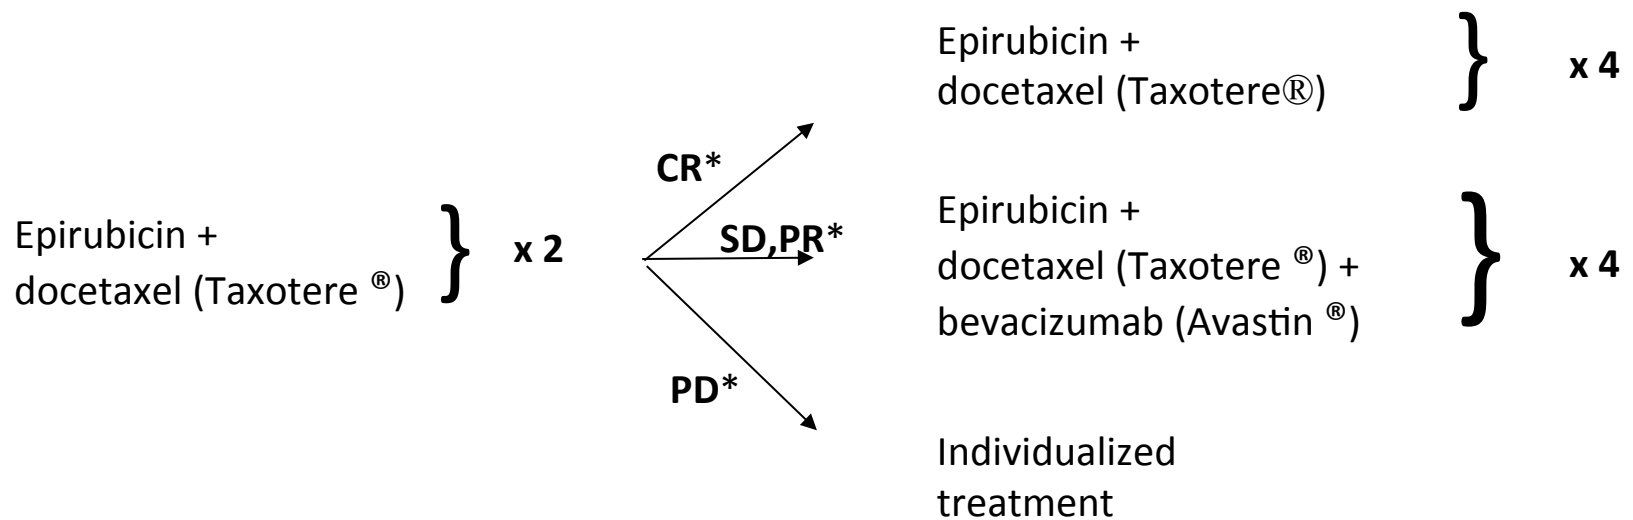 Epirubicin +
docetaxel (Taxotere ®)
} x 2
CR*
SD,PR*
PD*
Epirubicin +
docetaxel (Taxotere®)
} x 4
Epirubicin +
docetaxel (Taxotere ®) +
bevacizumab (Avastin ®)
} x 4
Individualized
treatment